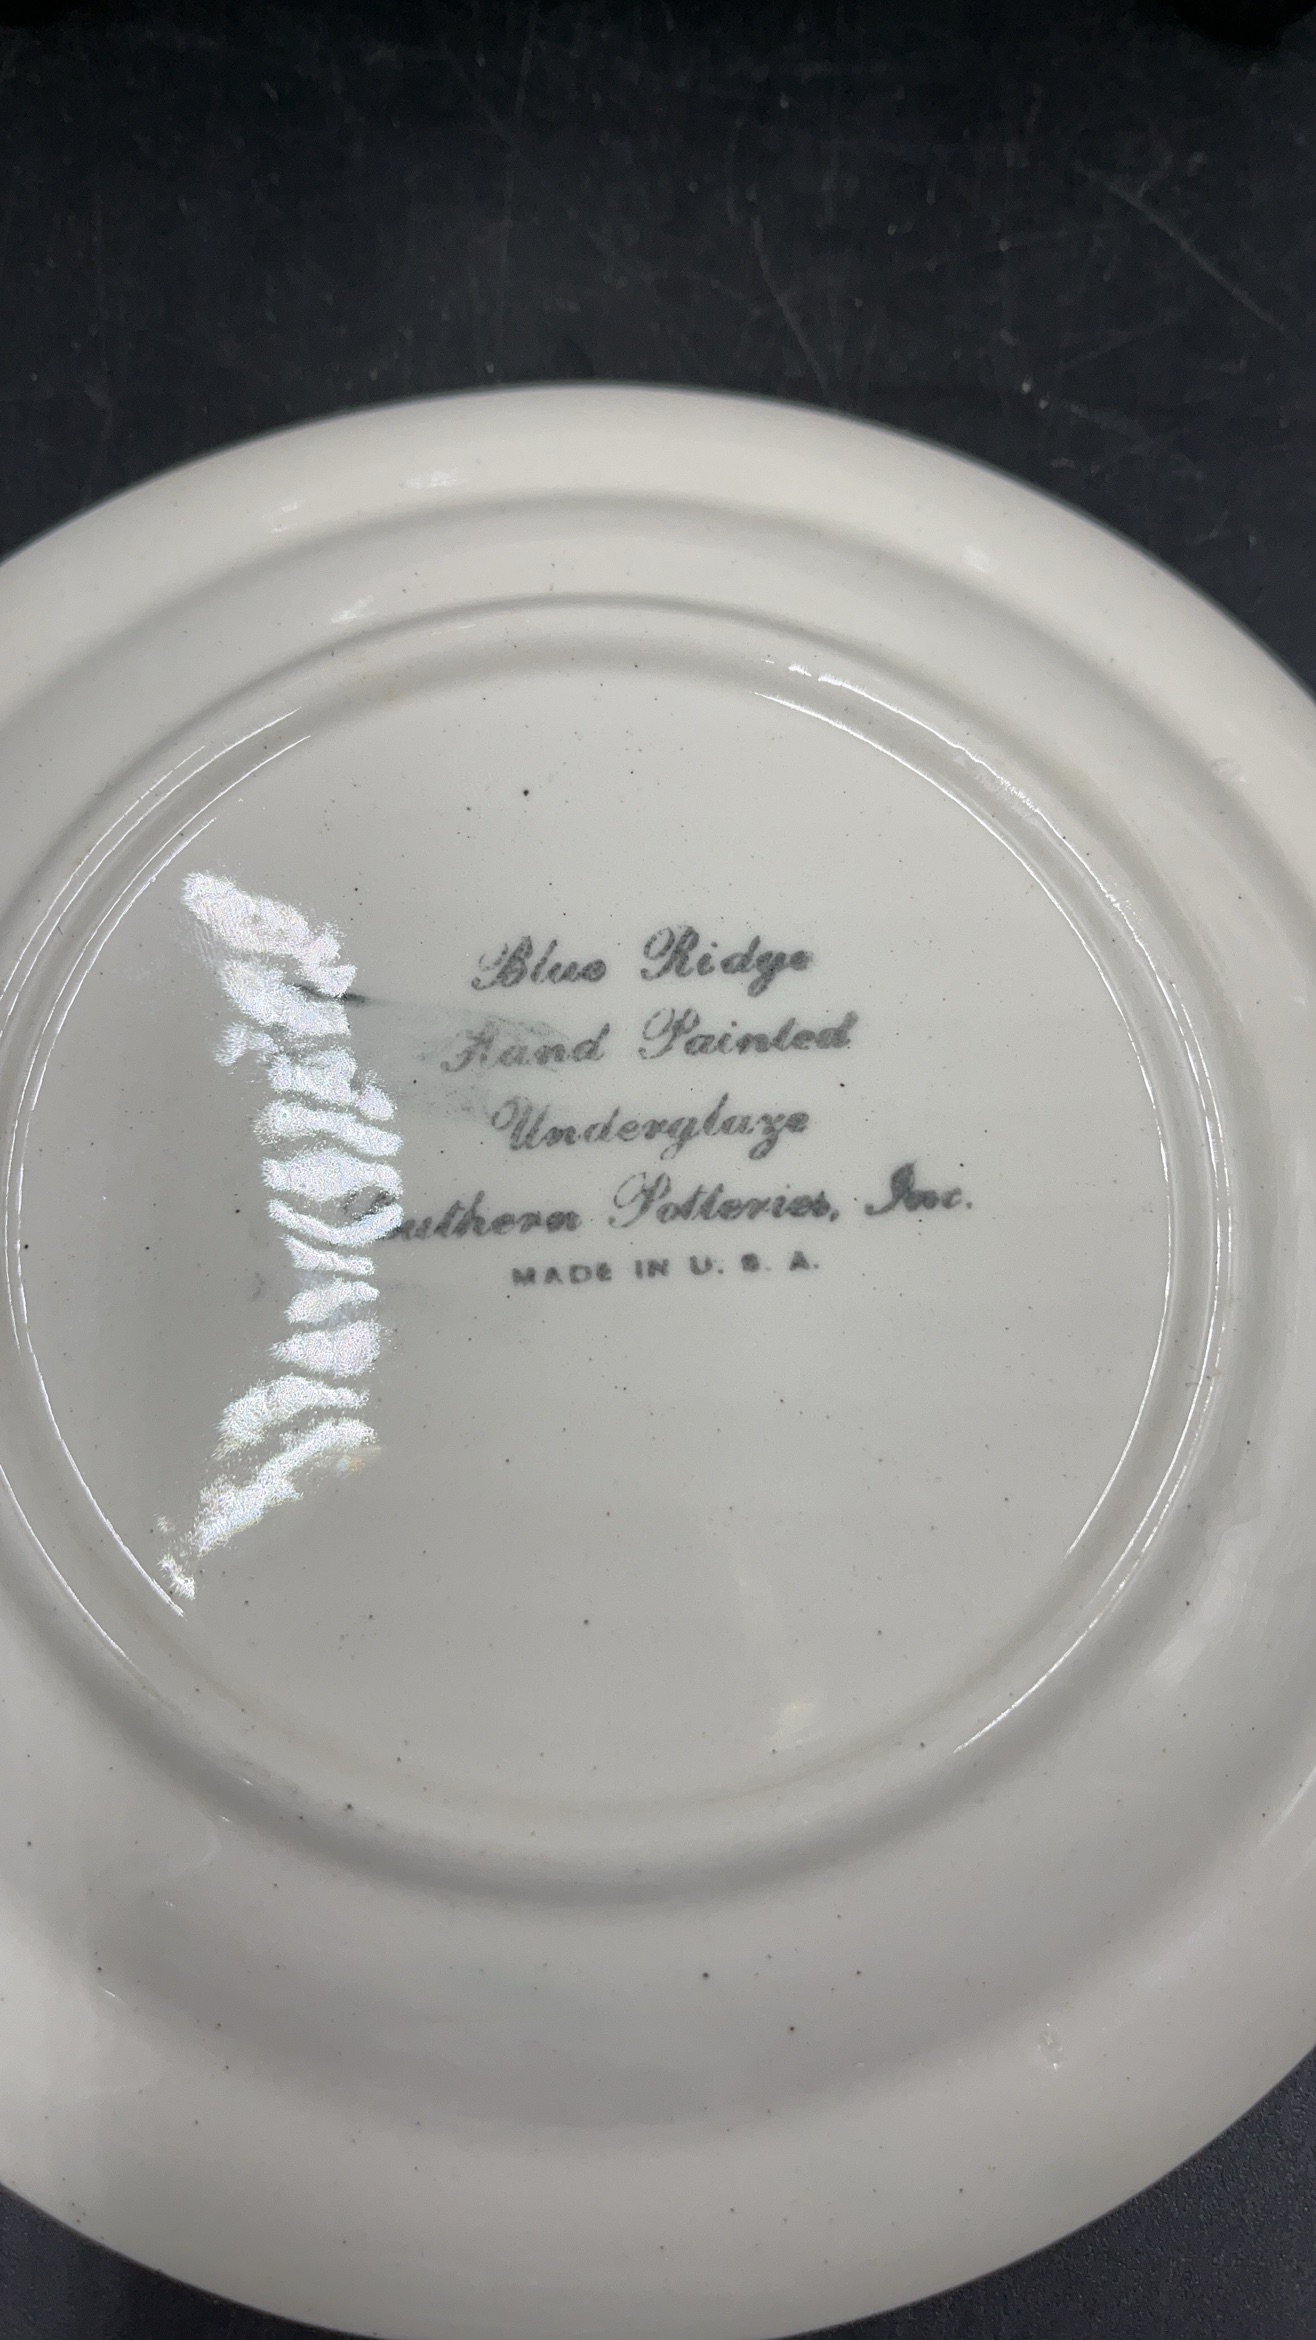 Blue Ridge
Hand Painted
Underglaze
Southern Potteries, Inc.
MADE IN U. S. A.